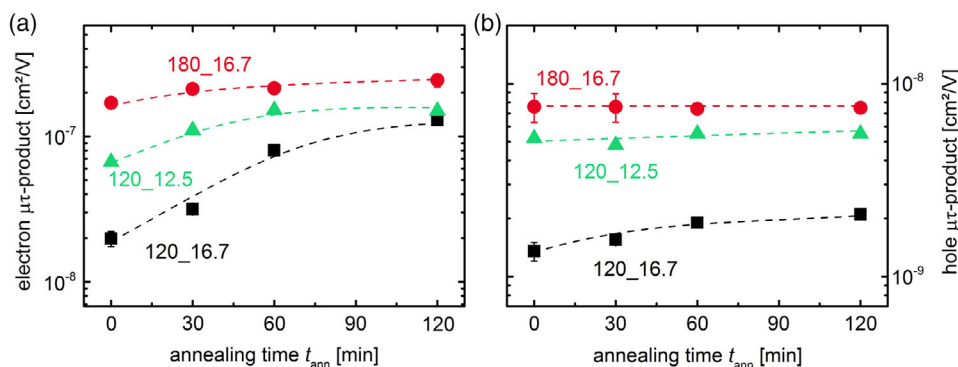 (a)
electron μτ-product [cm²/V]
10⁻⁷
10⁻⁸
180_16.7
120_12.5
120_16.7
0 30 60 90 120
annealing time t_ann [min]
(b)
180_16.7
120_12.5
120_16.7
0 30 60 90 120
annealing time t_ann [min]
10⁻⁸
10⁻⁹
hole μτ-product [cm²/V]